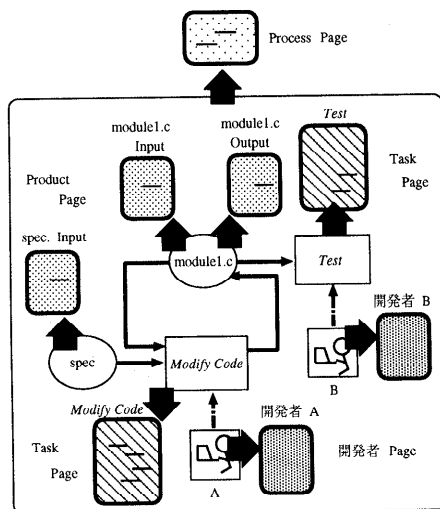 Process Page
module1.c
Input
module1.c
Output
Test
Task
Page
Product
Page
spec. Input
module1.c
Test
開発者 B
spec
Modify Code
B
Modify Code
開発者 A
Task
Page
A
開発者 Page